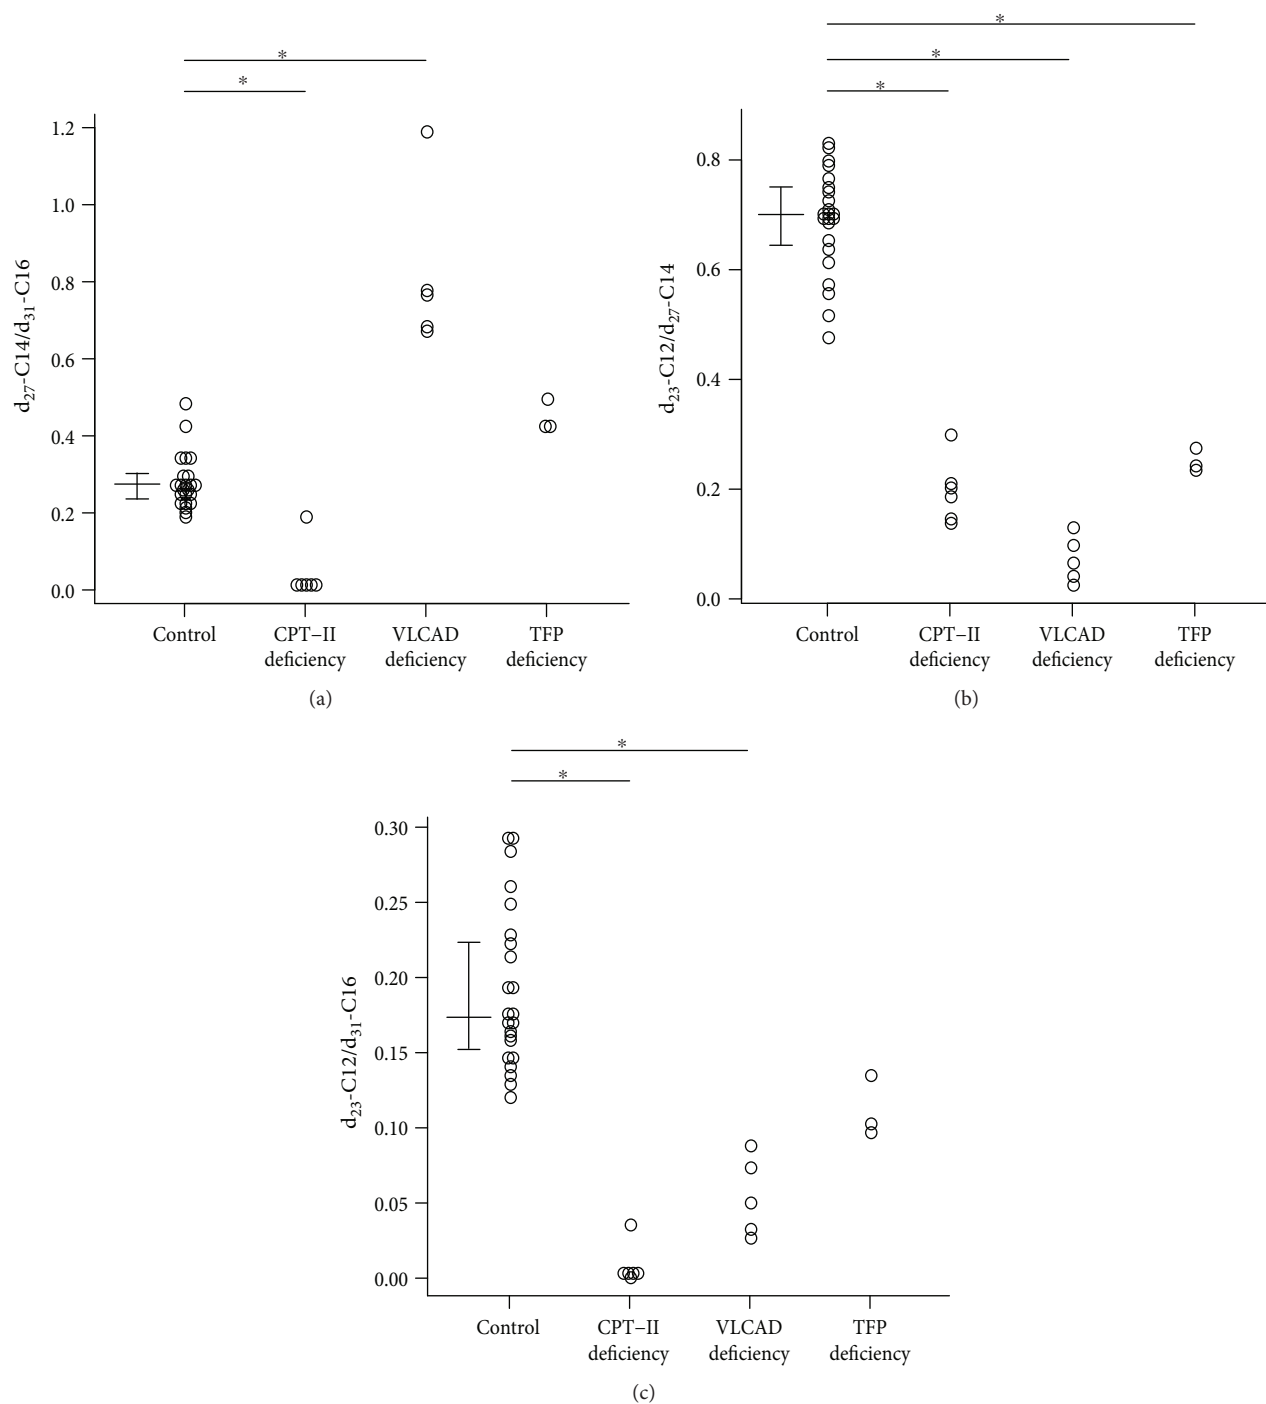 *
*
1.2
1.0
0.8
0.6
0.4
0.2
0.0
d27-C14/d31-C16
Control
CPT–II
deficiency
VLCAD
deficiency
TFP
deficiency
(a)
*
*
*
0.8
0.6
0.4
0.2
0.0
d23-C12/d27-C14
Control
CPT–II
deficiency
VLCAD
deficiency
TFP
deficiency
(b)
*
*
0.30
0.25
0.20
0.15
0.10
0.05
0.00
d23-C12/d31-C16
Control
CPT–II
deficiency
VLCAD
deficiency
TFP
deficiency
(c)